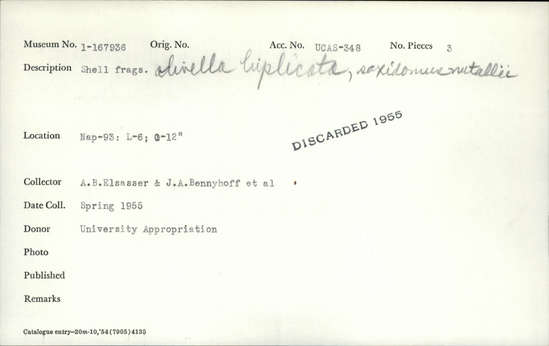 Museum No. 1-167936 Orig. No. Acc. No. UCAS-348 No. Pieces 3
Description Shell frags. olivella biplicata, saxidomus nutallii
Location Nap-93: L-6; 0-12"
DISCARDED 1955
Collector A.B.Elsasser & J.A.Bennyhoff et al
Date Coll. Spring 1955
Donor University Appropriation
Photo
Published
Remarks
Catalogue entry—20m-10,'54(7905)4133